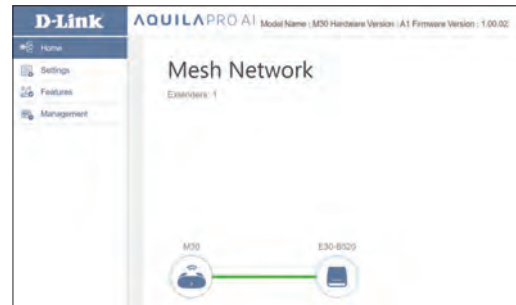 D-Link
AQUILAPRO AI Model Name : M30 Hardware Version : A1 Firmware Version : 1.00.02
Home
Settings
Features
Management
Mesh Network
Extenders: 1
M30 E30-B520